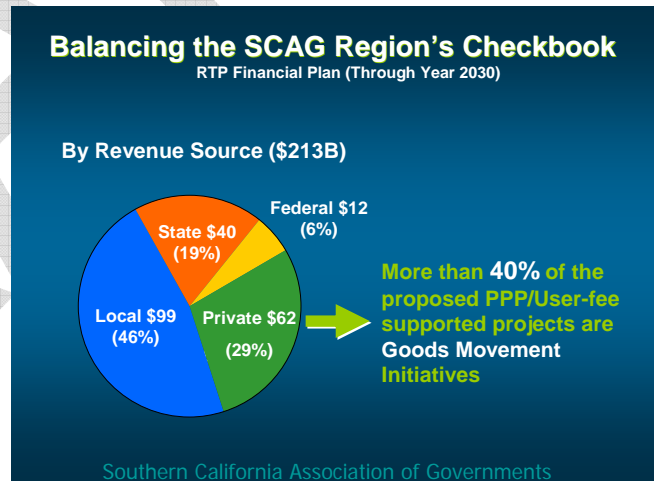 Balancing the SCAG Region's Checkbook
RTP Financial Plan (Through Year 2030)
By Revenue Source ($213B)
Federal $12
(6%)
State $40
(19%)
Local $99
(46%)
Private $62
(29%)
More than 40% of the
proposed PPP/User-fee
supported projects are
Goods Movement
Initiatives
Southern California Association of Governments